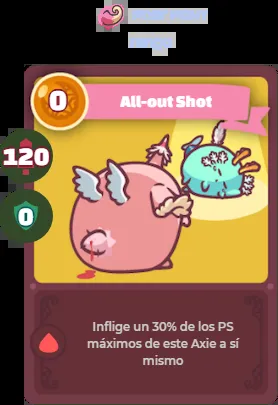 0
All-out Shot
120
0
Inflige un 30% de los PS
máximos de este Axie a sí
mismo